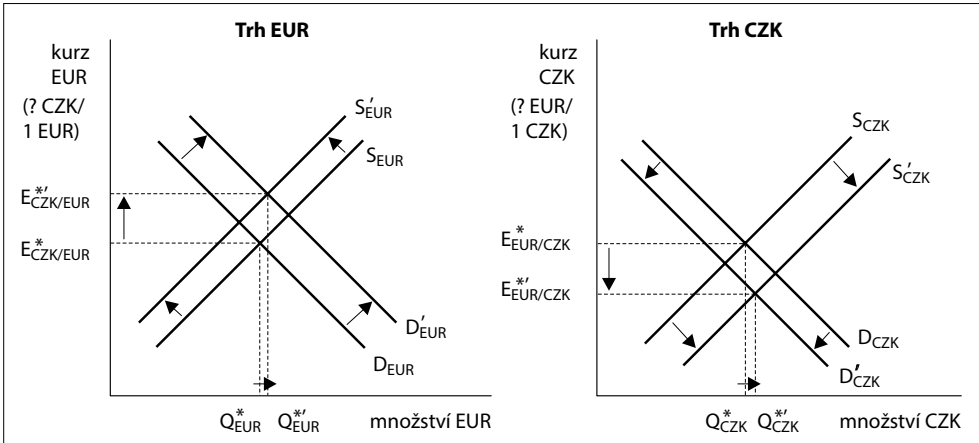 Trh EUR
kurz
EUR
(? CZK/
1 EUR)
S′EUR
SEUR
E*′CZK/EUR
E*CZK/EUR
D′EUR
DEUR
Q*EUR
Q*′EUR
množství EUR
Trh CZK
kurz
CZK
(? EUR/
1 CZK)
SCZK
S′CZK
E*EUR/CZK
E*′EUR/CZK
DCZK
D′CZK
Q*CZK
Q*′CZK
množství CZK